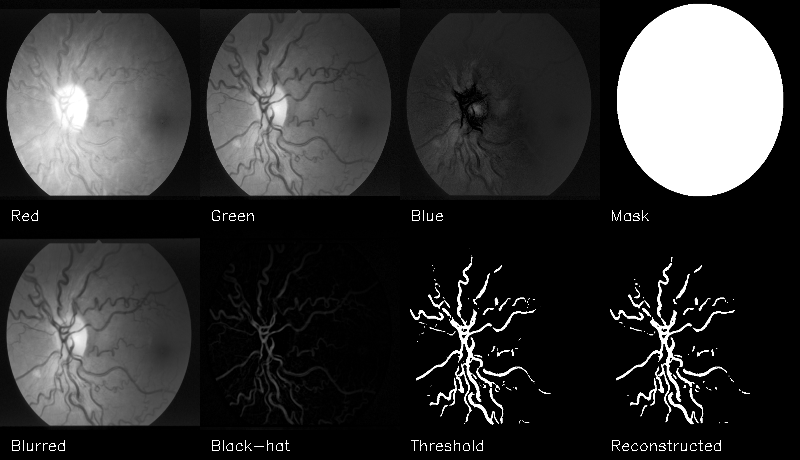 Red
Green
Blue
Mask
Blurred
Black-hat
Threshold
Reconstructed